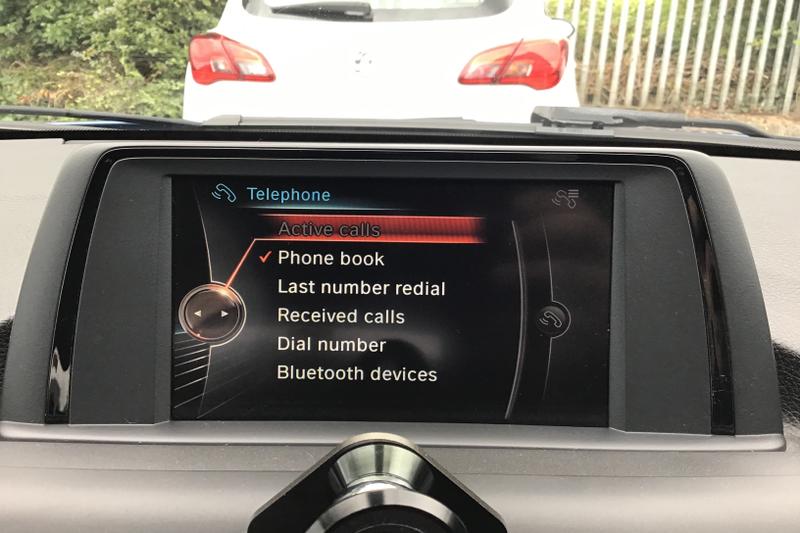 Telephone
Active calls
Phone book
Last number redial
Received calls
Dial number
Bluetooth devices